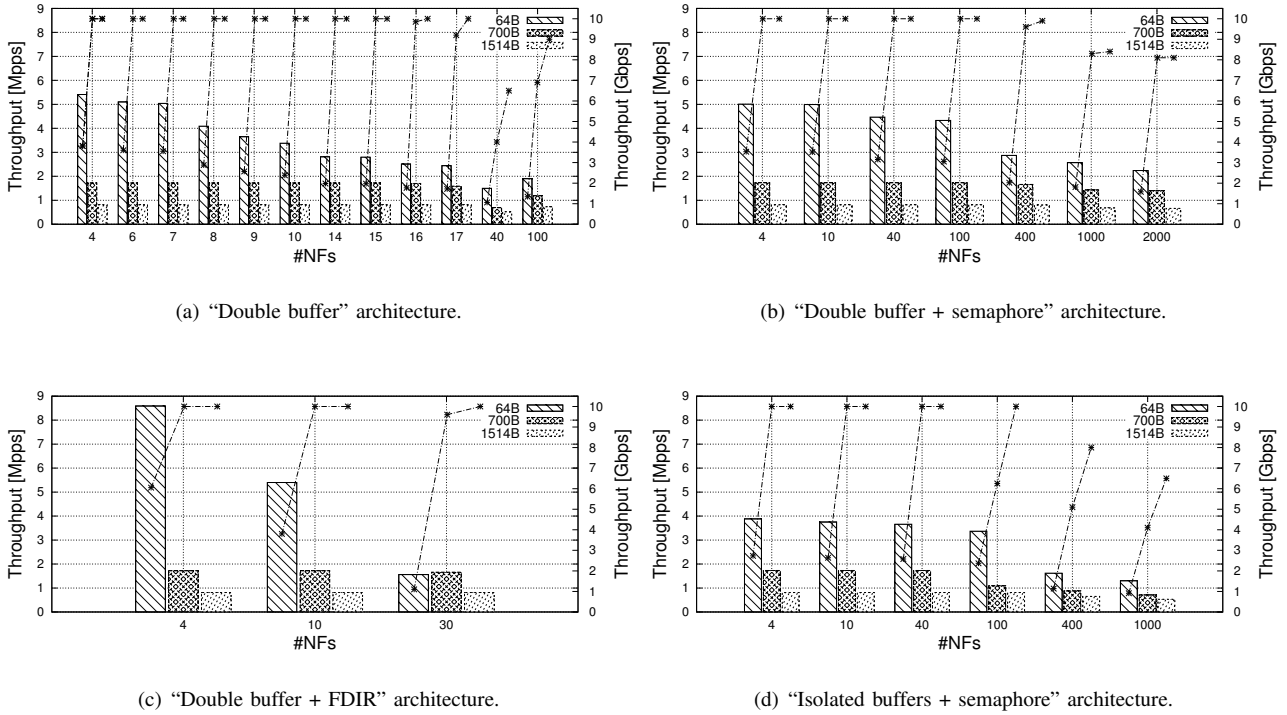 9
8
7
6
5
4
3
2
1
0
Throughput [Mpps]
4 6 7 8 9 10 14 15 16 17 40 100
#NFs
10
9
8
7
6
5
4
3
2
1
0
Throughput [Gbps]
64B
700B
1514B
(a) “Double buffer” architecture.
9
8
7
6
5
4
3
2
1
0
Throughput [Mpps]
4 10 40 100 400 1000 2000
#NFs
10
9
8
7
6
5
4
3
2
1
0
Throughput [Gbps]
64B
700B
1514B
(b) “Double buffer + semaphore” architecture.
9
8
7
6
5
4
3
2
1
0
Throughput [Mpps]
4 10 30
#NFs
10
9
8
7
6
5
4
3
2
1
0
Throughput [Gbps]
64B
700B
1514B
(c) “Double buffer + FDIR” architecture.
9
8
7
6
5
4
3
2
1
0
Throughput [Mpps]
4 10 40 100 400 1000
#NFs
10
9
8
7
6
5
4
3
2
1
0
Throughput [Gbps]
64B
700B
1514B
(d) “Isolated buffers + semaphore” architecture.